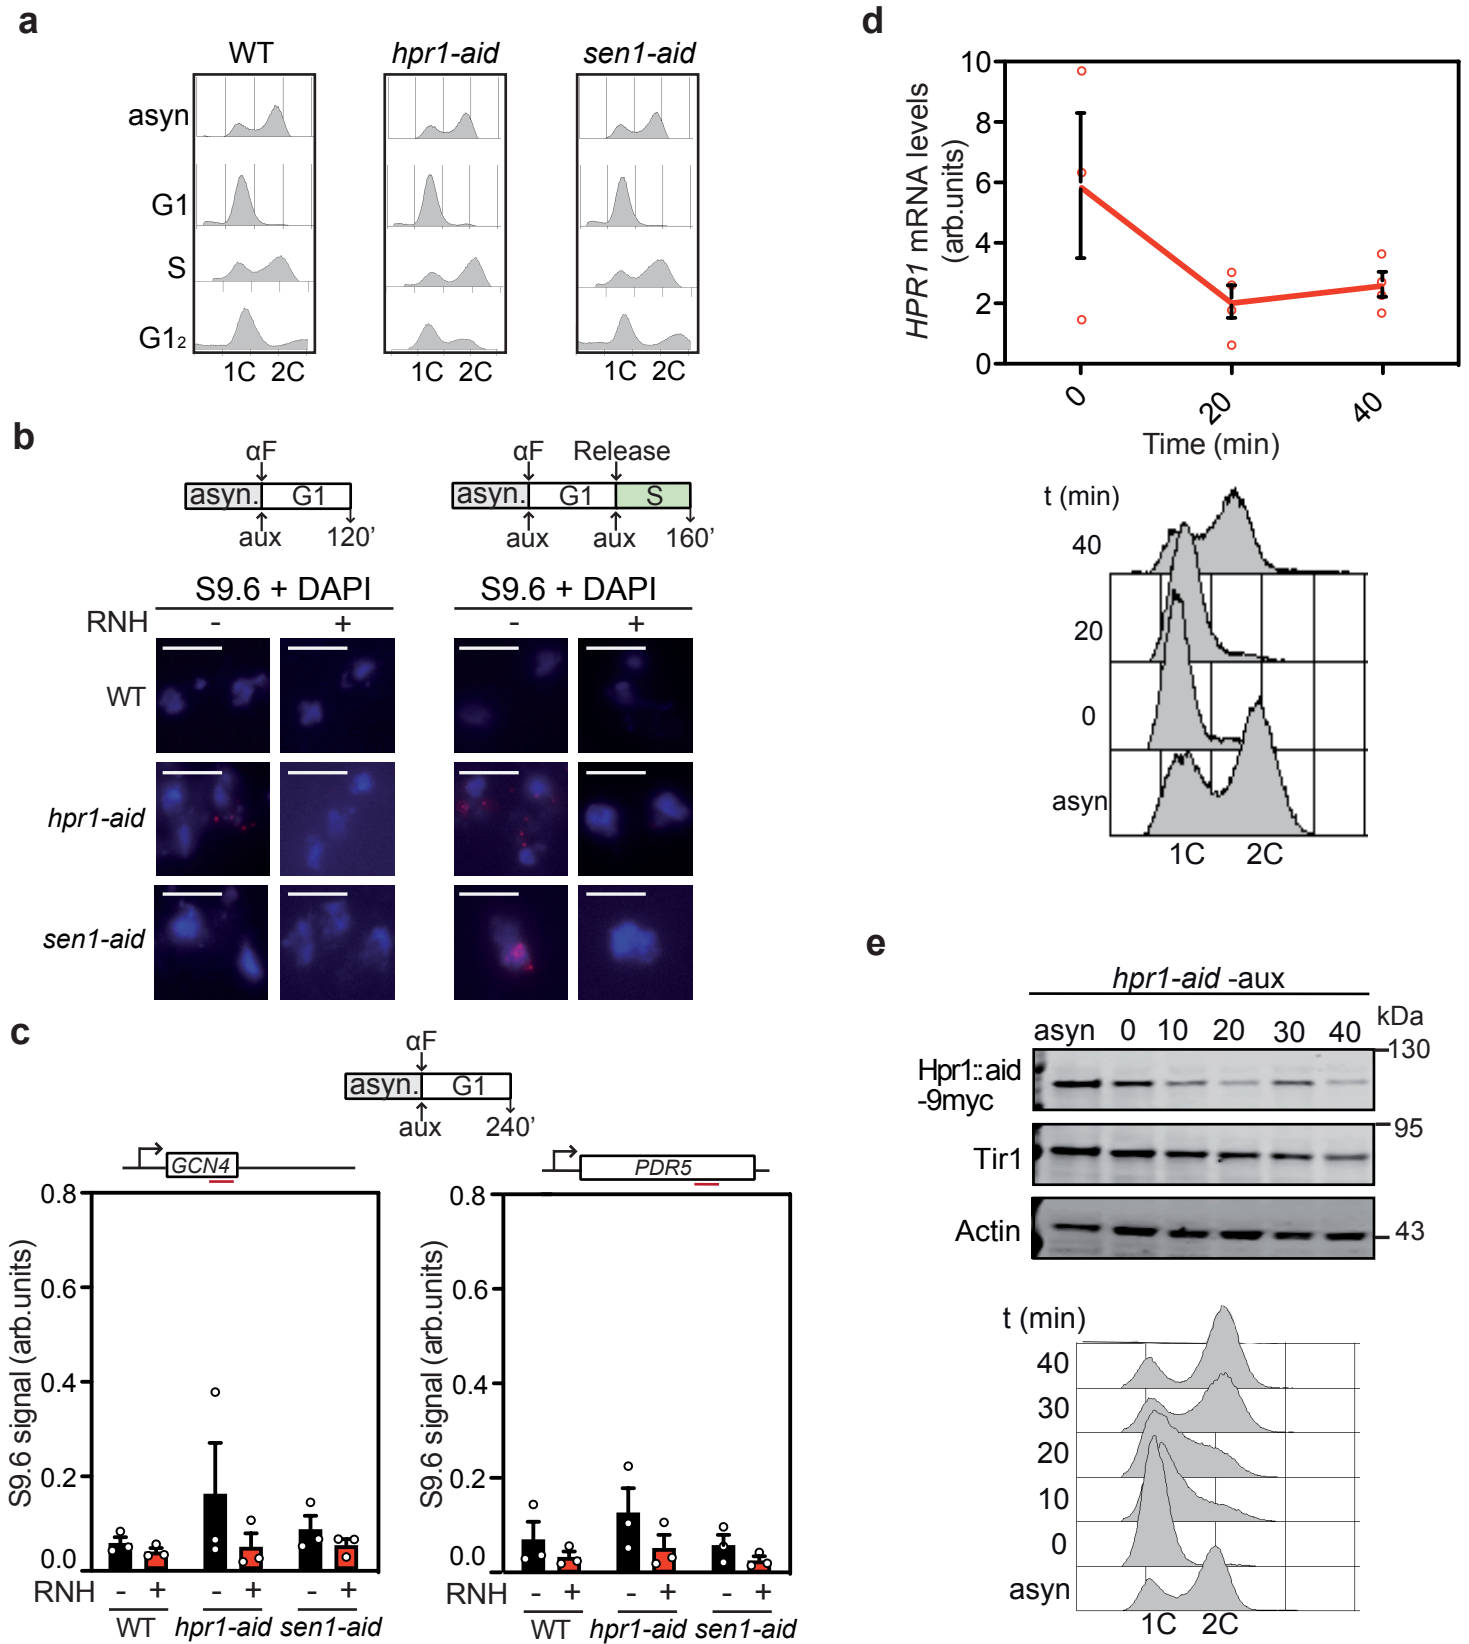 a
WT hpr1-aid sen1-aid
asyn
G1
S
G1₂
1C 2C 1C 2C 1C 2C
b
αF
asyn. G1
aux 120’
αF Release
asyn. G1 S
aux aux 160’
S9.6 + DAPI S9.6 + DAPI
RNH - + - +
WT
hpr1-aid
sen1-aid
c
αF
asyn. G1
aux 240’
GCN4
0.8
0.6
0.4
0.2
0.0
S9.6 signal (arb.units)
RNH - + - + - +
WT hpr1-aid sen1-aid
PDR5
0.8
0.6
0.4
0.2
0.0
S9.6 signal (arb.units)
RNH - + - + - +
WT hpr1-aid sen1-aid
d
HPR1 mRNA levels
(arb.units)
10
8
6
4
2
0
0 20 40
Time (min)
t (min)
40
20
0
asyn
1C 2C
e
hpr1-aid -aux
asyn 0 10 20 30 40 kDa
Hpr1::aid
-9myc
130
Tir1 95
Actin 43
t (min)
40
30
20
10
0
asyn
1C 2C